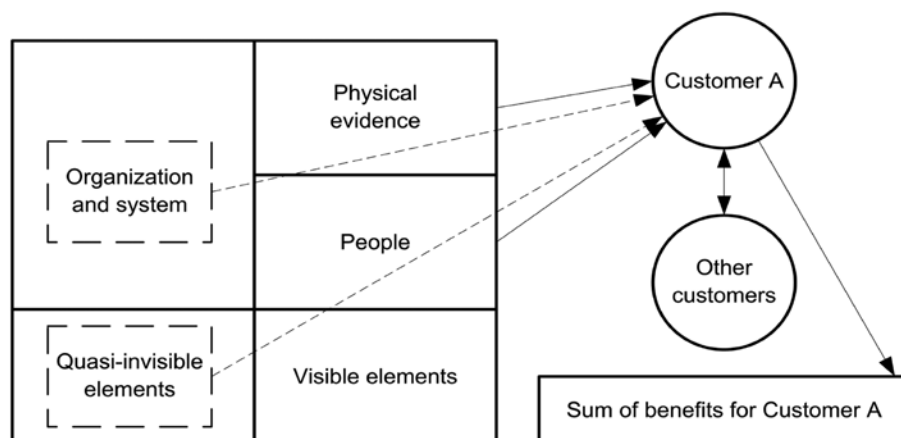 Physical
evidence
Customer A
Organization
and system
People
Other
customers
Quasi-invisible
elements
Visible elements
Sum of benefits for Customer A